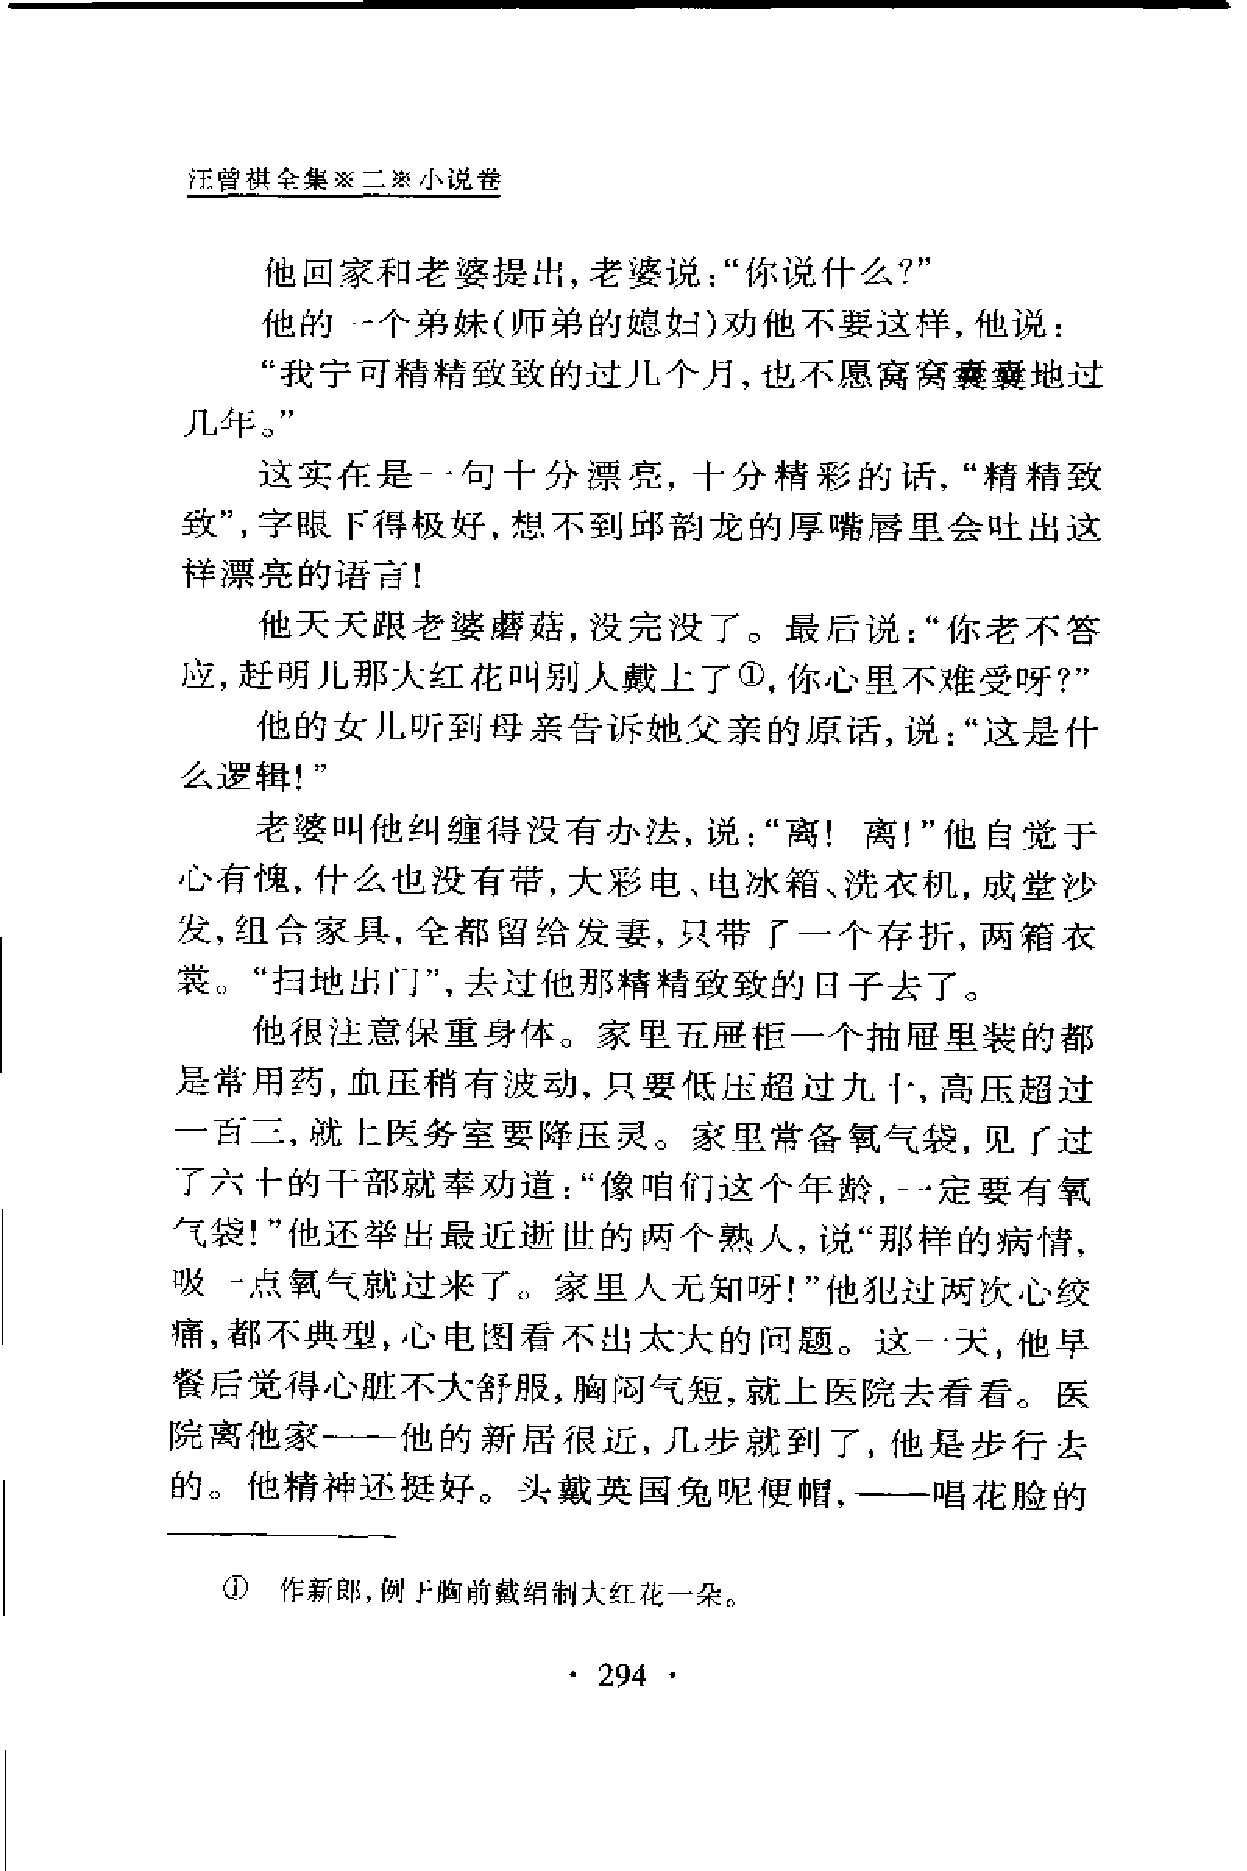 汪曾祺全集※二※小说卷
他回家和老婆提出,老婆说:“你说什么?”
他的一个弟妹(师弟的媳妇)劝他不要这样,他说:
“我宁可精精致致的过几个月,也不愿窝窝囊囊地过
几年。”
这实在是一句十分漂亮,十分精彩的话,“精精致
致”,字眼下得极好,想不到邱韵龙的厚嘴唇里会吐出这
样漂亮的语言!
他天天跟老婆蘑菇,没完没了。最后说:“你老不答
应,赶明儿那大红花叫别人戴上了①,你心里不难受呀?”
他的女儿听到母亲告诉她父亲的原话,说:“这是什
么逻辑!”
老婆叫他纠缠得没有办法,说:“离! 离!”他自觉于
心有愧,什么也没有带,大彩电、电冰箱、洗衣机,成堂沙
发,组合家具,全都留给发妻,只带了一个存折,两箱衣
裳。“扫地出门”,去过他那精精致致的日子去了。
他很注意保重身体。家里五屉柜一个抽屉里装的都
是常用药,血压稍有波动,只要低压超过九十,高压超过
一百三,就上医务室要降压灵。家里常备氧气袋,见了过
了六十的干部就奉劝道:“像咱们这个年龄,一定要有氧
气袋!”他还举出最近逝世的两个熟人,说“那样的病情,
吸一点氧气就过来了。家里人无知呀!”他犯过两次心绞
痛,都不典型,心电图看不出太大的问题。这一天,他早
餐后觉得心脏不大舒服,胸闷气短,就上医院去看看。医
院离他家——他的新居很近,几步就到了,他是步行去
的。他精神还挺好。头戴英国兔呢便帽,——唱花脸的
① 作新郎,例于胸前戴绢制大红花一朵。
· 294 ·